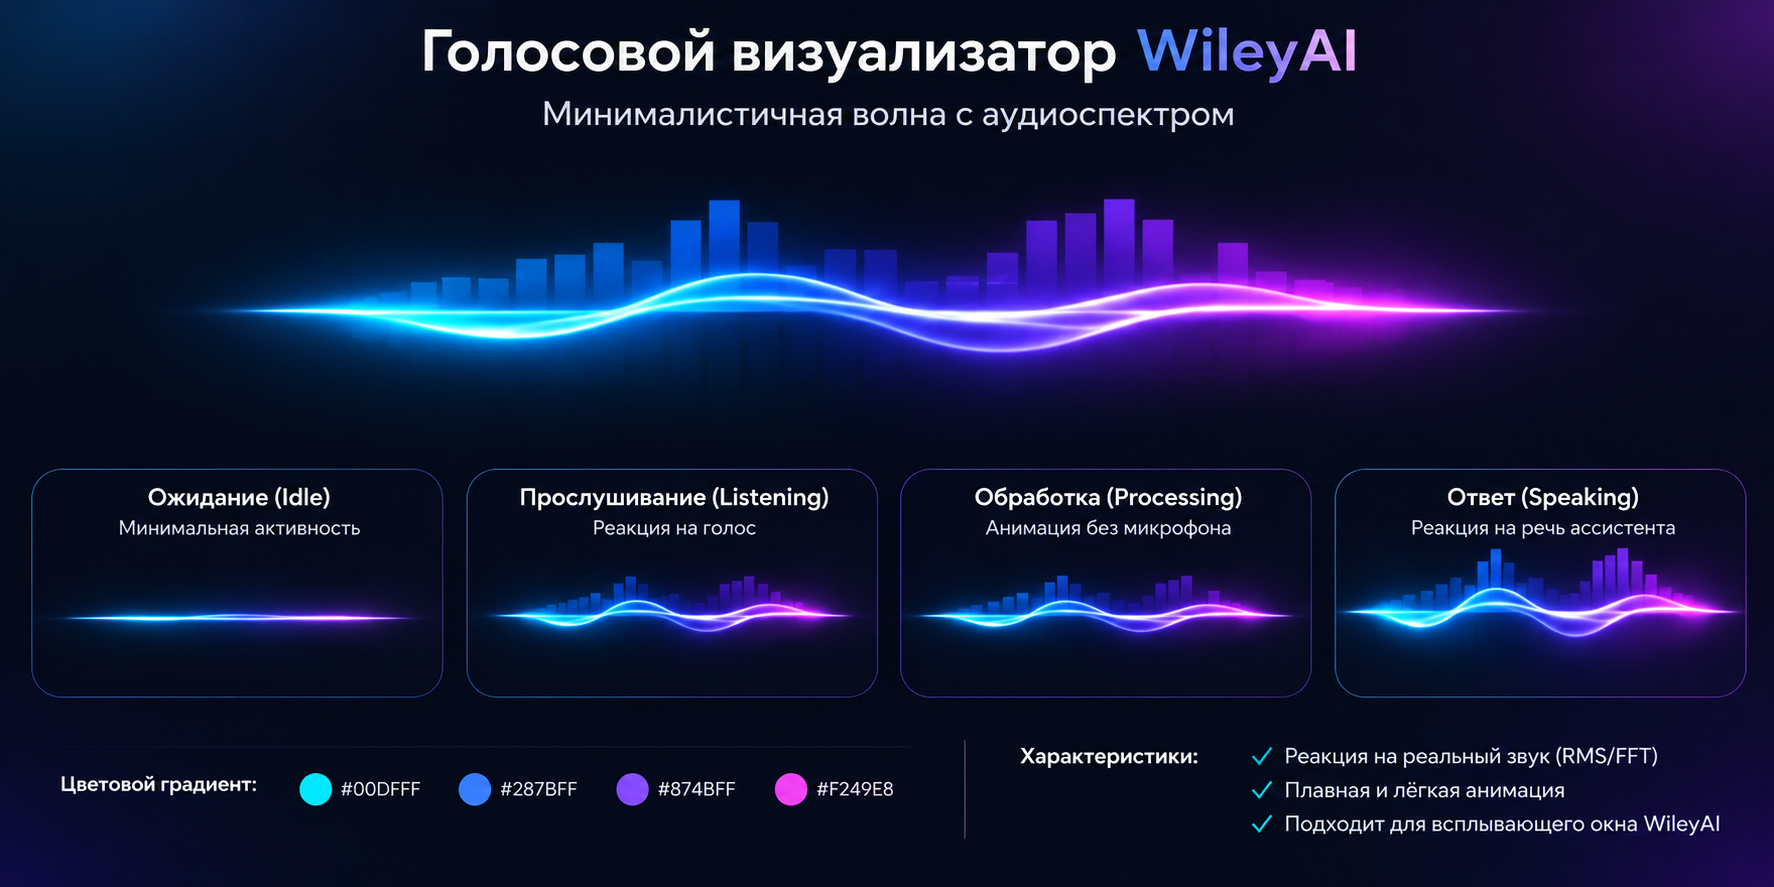 Голосовой визуализатор WileyAI
Минималистичная волна с аудиоспектром
Ожидание (Idle)
Минимальная активность
Прослушивание (Listening)
Реакция на голос
Обработка (Processing)
Анимация без микрофона
Ответ (Speaking)
Реакция на речь ассистента
Цветовой градиент:
#00DFFF
#287BFF
#874BFF
#F249E8
Характеристики:
Реакция на реальный звук (RMS/FFT)
Плавная и лёгкая анимация
Подходит для всплывающего окна WileyAI